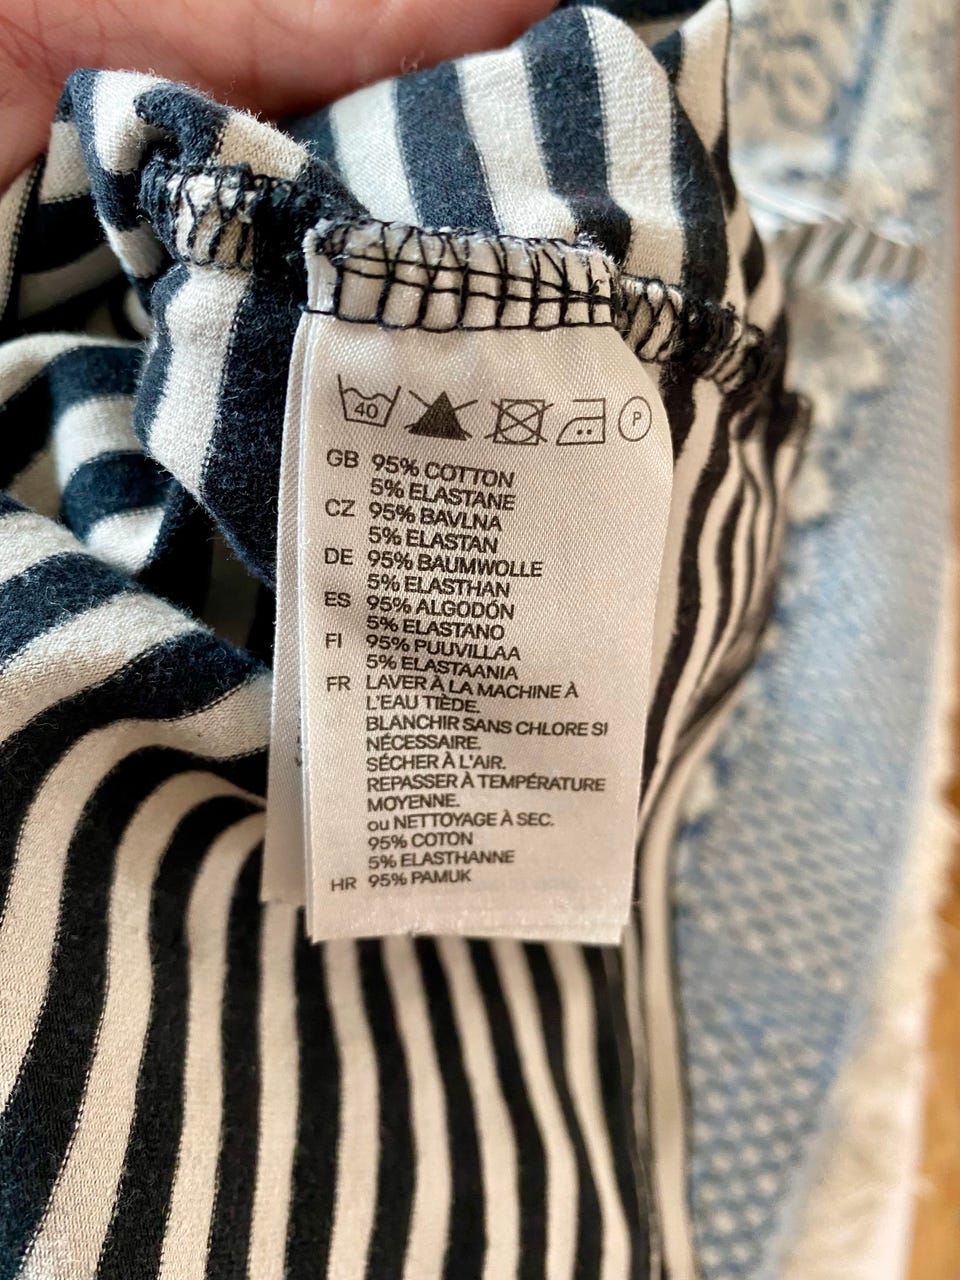 40 P
GB 95% COTTON
5% ELASTANE
CZ 95% BAVLNA
5% ELASTAN
DE 95% BAUMWOLLE
5% ELASTHAN
ES 95% ALGODÓN
5% ELASTANO
FI 95% PUUVILLAA
5% ELASTAANIA
FR LAVER À LA MACHINE À
L'EAU TIÈDE.
BLANCHIR SANS CHLORE SI
NÉCESSAIRE.
SÉCHER À L'AIR.
REPASSER À TEMPÉRATURE
MOYENNE.
ou NETTOYAGE À SEC.
95% COTON
5% ELASTHANNE
HR 95% PAMUK